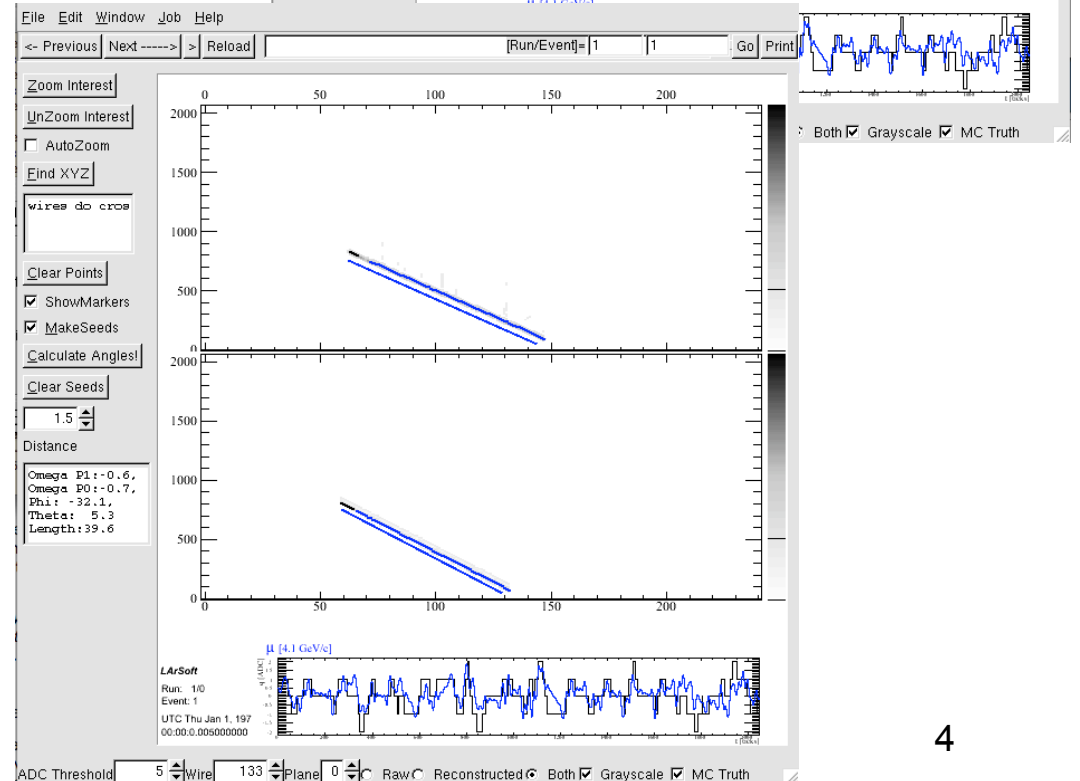 File Edit Window Job Help
<- Previous Next -----> > Reload [Run/Event]= 1 1 Go Print
Zoom Interest
UnZoom Interest
AutoZoom
Find XYZ
wires do cros
Clear Points
ShowMarkers
MakeSeeds
Calculate Angles!
Clear Seeds
1.5
Distance
Omega P1:-0.6,
Omega P0:-0.7,
Phi: -32.1,
Theta: 5.3
Length:39.6
0 50 100 150 200
2000
1500
1000
500
0
2000
1500
1000
500
0
0 50 100 150 200
μ [4.1 GeV/c]
LArSoft
Run: 1/0
Event: 1
UTC Thu Jan 1, 197
00:00:0.005000000
q [ADC]
t [ticks]
ADC Threshold 5 Wire 133 Plane 0 Raw Reconstructed Both Grayscale MC Truth
t [ticks]
Both Grayscale MC Truth
4